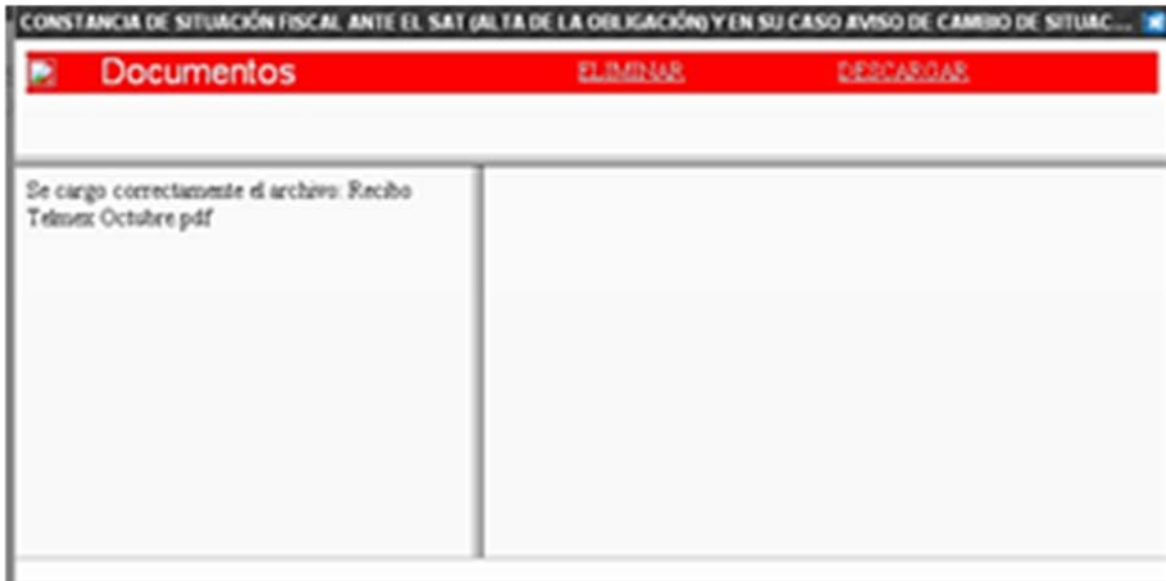 CONSTANCIA DE SITUACIÓN FISCAL ANTE EL SAT (ALTA DE LA OBLIGACIÓN) Y EN SU CASO AVISO DE CAMBIO DE SITUAC...
Documentos ELIMINAR DESCARGAR
Se cargo correctamente el archivo: Recibo
Telmex Octubre.pdf